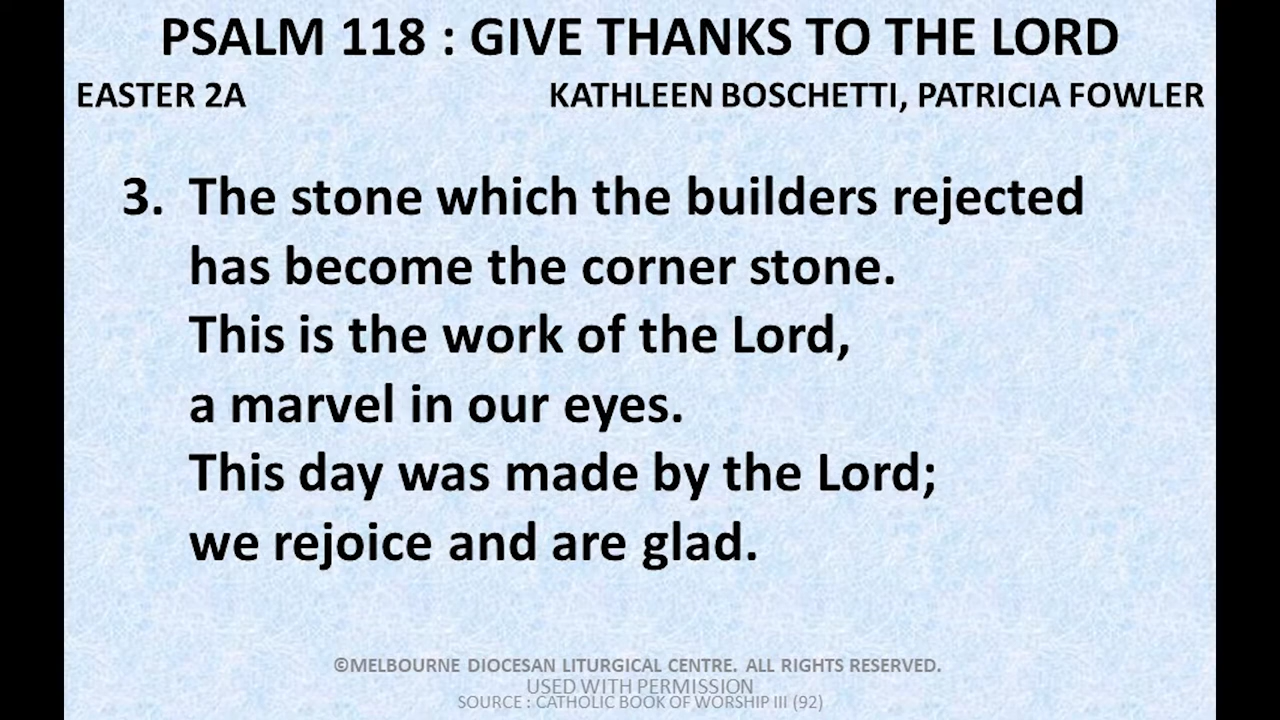 PSALM 118 : GIVE THANKS TO THE LORD
EASTER 2A KATHLEEN BOSCHETTI, PATRICIA FOWLER
3. The stone which the builders rejected
has become the corner stone.
This is the work of the Lord,
a marvel in our eyes.
This day was made by the Lord;
we rejoice and are glad.
©MELBOURNE DIOCESAN LITURGICAL CENTRE. ALL RIGHTS RESERVED.
USED WITH PERMISSION
SOURCE : CATHOLIC BOOK OF WORSHIP III (92)